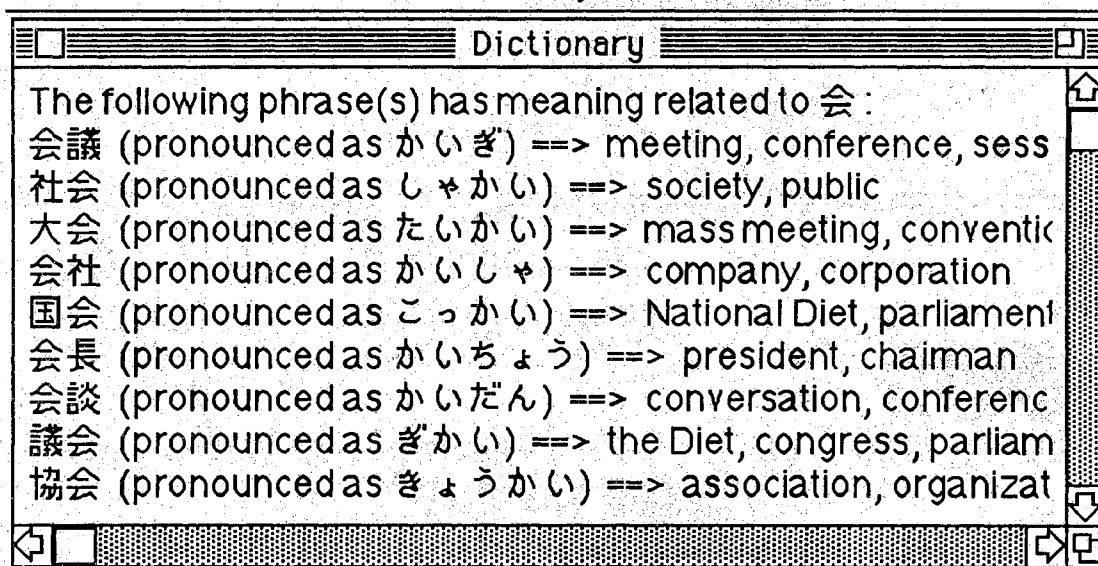 Dictionary
The following phrase(s) has meaning related to 会 :
会議 (pronounced as かいぎ) ==> meeting, conference, sess
社会 (pronounced as しゃかい) ==> society, public
大会 (pronounced as たいかい) ==> mass meeting, conventic
会社 (pronounced as かいしゃ) ==> company, corporation
国会 (pronounced as こっかい) ==> National Diet, parliament
会長 (pronounced as かいちょう) ==> president, chairman
会談 (pronounced as かいだん) ==> conversation, conferenc
議会 (pronounced as ぎかい) ==> the Diet, congress, parliam
協会 (pronounced as きょうかい) ==> association, organizat